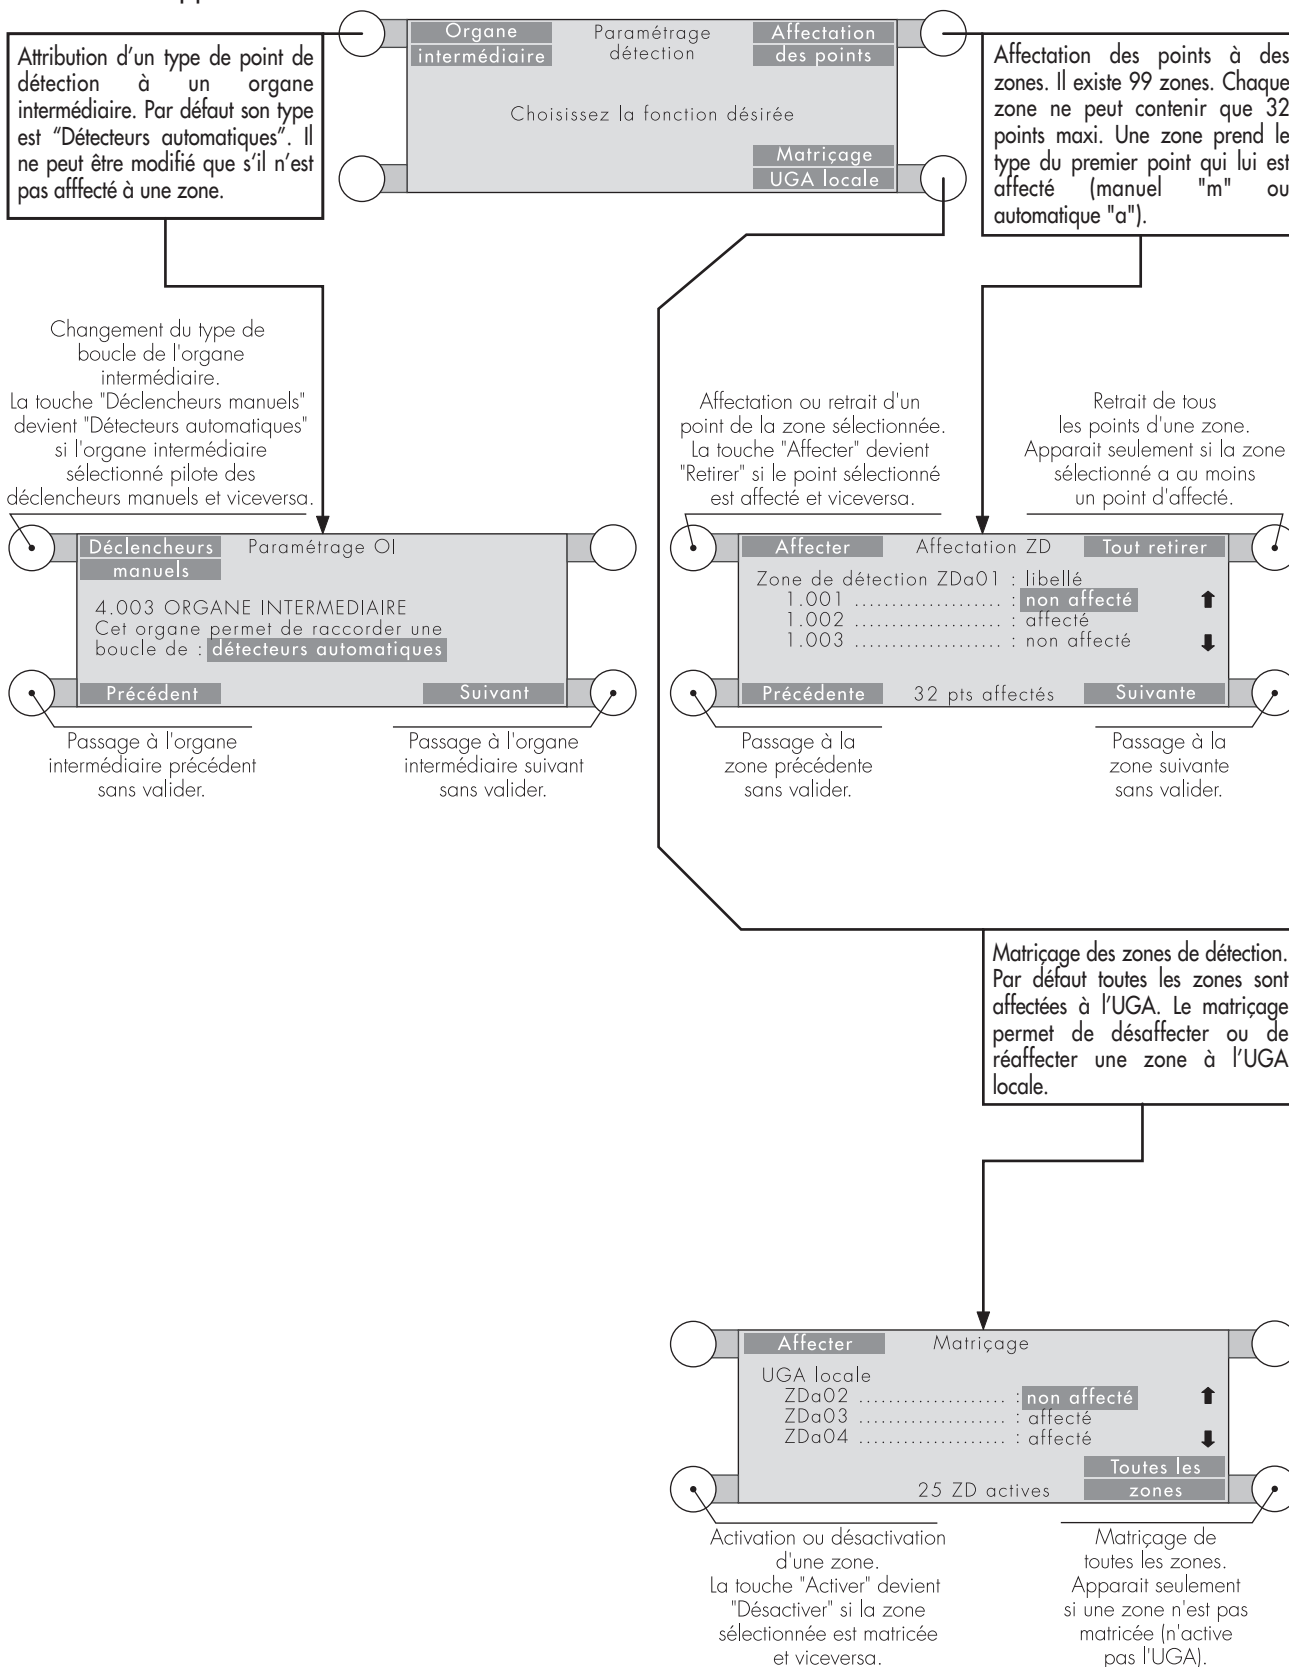 Organe
intermédiaire
Paramétrage
détection
Affectation
des points
Choisissez la fonction désirée
Matriçage
UGA locale
Attribution d'un type de point de
détection à un organe
intermédiaire. Par défaut son type
est "Détecteurs automatiques". Il
ne peut être modifié que s'il n'est
pas afffecté à une zone.
Affectation des points à des
zones. Il existe 99 zones. Chaque
zone ne peut contenir que 32
points maxi. Une zone prend le
type du premier point qui lui est
affecté (manuel "m" ou
automatique "a").
Changement du type de
boucle de l'organe
intermédiaire.
La touche "Déclencheurs manuels"
devient "Détecteurs automatiques"
si l'organe intermédiaire
sélectionné pilote des
déclencheurs manuels et viceversa.
Déclencheurs
manuels
Paramétrage OI
4.003 ORGANE INTERMEDIAIRE
Cet organe permet de raccorder une
boucle de : détecteurs automatiques
Précédent
Suivant
Passage à l'organe
intermédiaire précédent
sans valider.
Passage à l'organe
intermédiaire suivant
sans valider.
Affectation ou retrait d'un
point de la zone sélectionnée.
La touche "Affecter" devient
"Retirer" si le point sélectionné
est affecté et viceversa.
Retrait de tous
les points d'une zone.
Apparait seulement si la zone
sélectionné a au moins
un point d'affecté.
Affecter
Affectation ZD
Tout retirer
Zone de détection ZDa01 : libellé
1.001 ..................... : non affecté
1.002 ..................... : affecté
1.003 ..................... : non affecté
Précédente
32 pts affectés
Suivante
Passage à la
zone précédente
sans valider.
Passage à la
zone suivante
sans valider.
Matriçage des zones de détection.
Par défaut toutes les zones sont
affectées à l'UGA. Le matriçage
permet de désaffecter ou de
réaffecter une zone à l'UGA
locale.
Affecter
Matriçage
UGA locale
ZDa02 ..................... : non affecté
ZDa03 ..................... : affecté
ZDa04 ..................... : affecté
25 ZD actives
Toutes les
zones
Activation ou désactivation
d'une zone.
La touche "Activer" devient
"Désactiver" si la zone
sélectionnée est matricée
et viceversa.
Matriçage de
toutes les zones.
Apparait seulement
si une zone n'est pas
matricée (n'active
pas l'UGA).